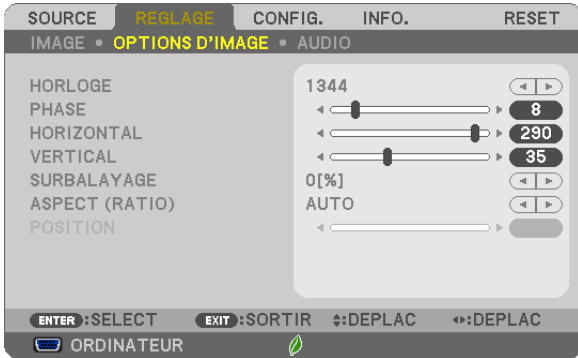 SOURCE REGLAGE CONFIG. INFO. RESET
IMAGE • OPTIONS D'IMAGE • AUDIO
HORLOGE 1344
PHASE 8
HORIZONTAL 290
VERTICAL 35
SURBALAYAGE 0[%]
ASPECT (RATIO) AUTO
POSITION
ENTER :SELECT EXIT :SORTIR :DEPLAC :DEPLAC
ORDINATEUR